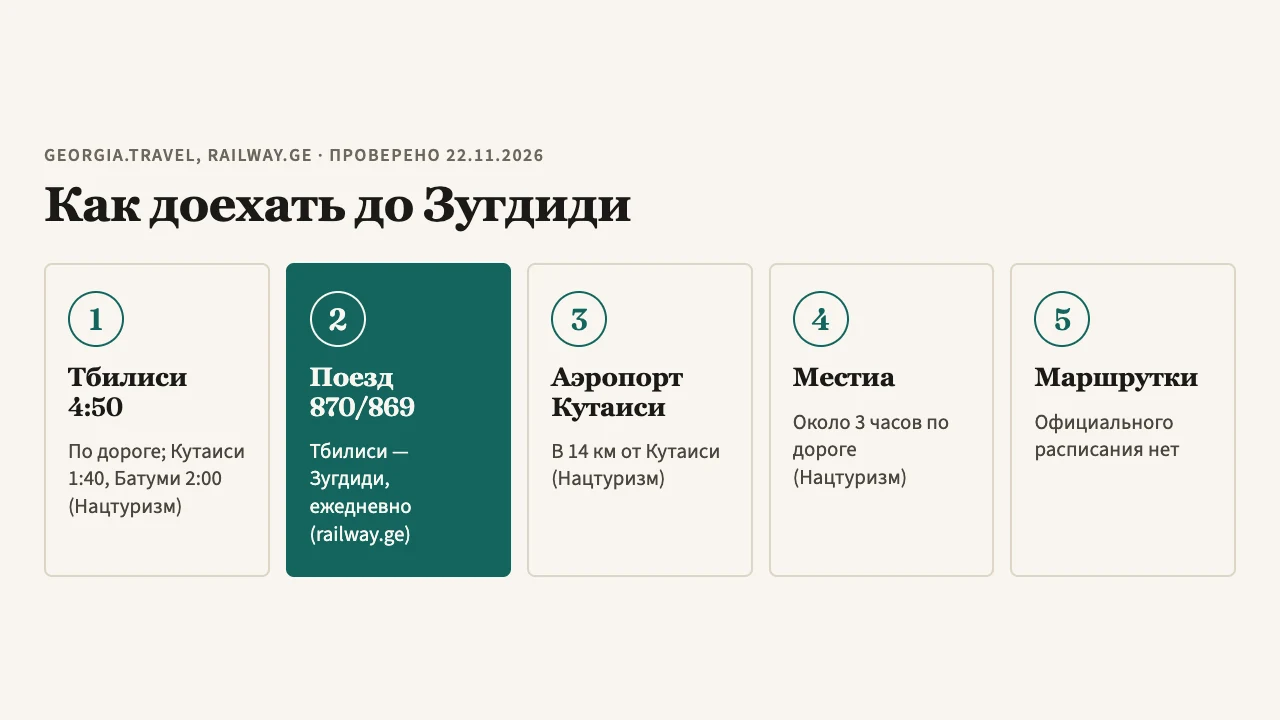 GEORGIA.TRAVEL, RAILWAY.GE · ПРОВЕРЕНО 22.11.2026
Как доехать до Зугдиди
1
Тбилиси
4:50
По дороге; Кутаиси
1:40, Батуми 2:00
(Нацтуризм)
2
Поезд
870/869
Тбилиси —
Зугдиди,
ежедневно
(railway.ge)
3
Аэропорт
Кутаиси
В 14 км от Кутаиси
(Нацтуризм)
4
Местиа
Около 3 часов по
дороге
(Нацтуризм)
5
Маршрутки
Официального
расписания нет